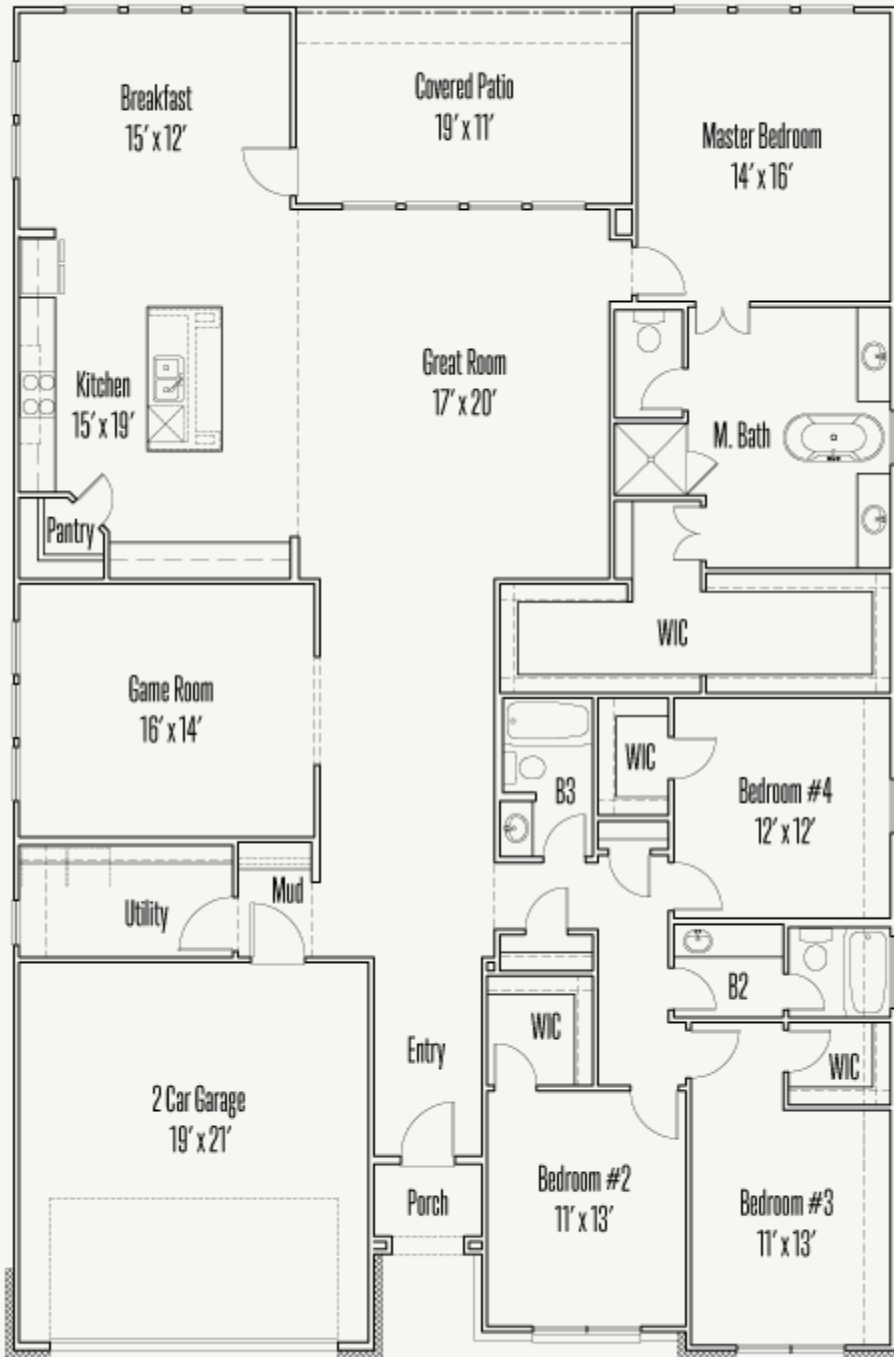 Breakfast
15' x 12'
Covered Patio
19' x 11'
Master Bedroom
14' x 16'
Great Room
17' x 20'
Kitchen
15' x 19'
M. Bath
Pantry
WIC
Game Room
16' x 14'
B3
WIC
Bedroom #4
12' x 12'
Mud
Utility
B2
WIC
Entry
WIC
2 Car Garage
19' x 21'
Porch
Bedroom #2
11' x 13'
Bedroom #3
11' x 13'